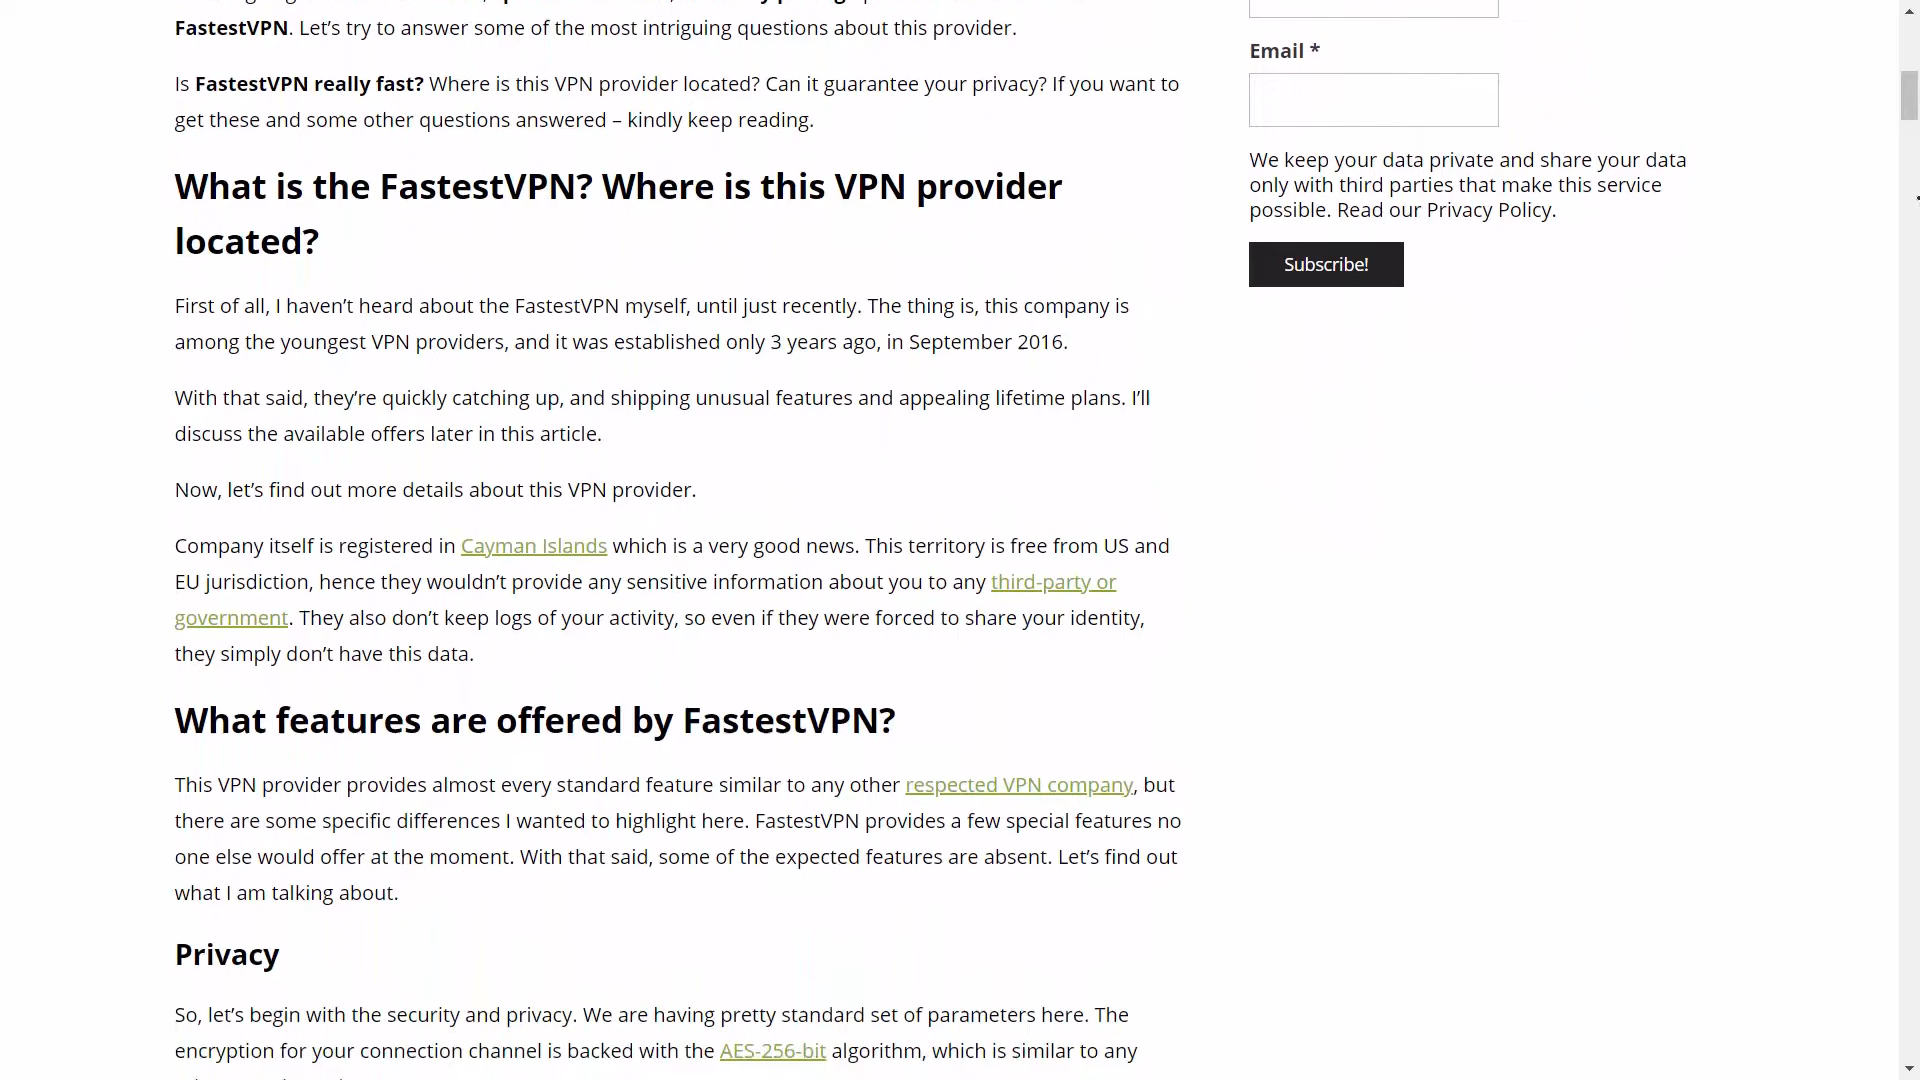 FastestVPN. Let’s try to answer some of the most intriguing questions about this provider.
Is FastestVPN really fast? Where is this VPN provider located? Can it guarantee your privacy? If you want to
get these and some other questions answered – kindly keep reading.
What is the FastestVPN? Where is this VPN provider
located?
First of all, I haven’t heard about the FastestVPN myself, until just recently. The thing is, this company is
among the youngest VPN providers, and it was established only 3 years ago, in September 2016.
With that said, they’re quickly catching up, and shipping unusual features and appealing lifetime plans. I’ll
discuss the available offers later in this article.
Now, let’s find out more details about this VPN provider.
Company itself is registered in Cayman Islands which is a very good news. This territory is free from US and
EU jurisdiction, hence they wouldn’t provide any sensitive information about you to any third-party or
government. They also don’t keep logs of your activity, so even if they were forced to share your identity,
they simply don’t have this data.
What features are offered by FastestVPN?
This VPN provider provides almost every standard feature similar to any other respected VPN company, but
there are some specific differences I wanted to highlight here. FastestVPN provides a few special features no
one else would offer at the moment. With that said, some of the expected features are absent. Let’s find out
what I am talking about.
Privacy
So, let’s begin with the security and privacy. We are having pretty standard set of parameters here. The
encryption for your connection channel is backed with the AES-256-bit algorithm, which is similar to any
Email *
We keep your data private and share your data
only with third parties that make this service
possible. Read our Privacy Policy.
Subscribe!